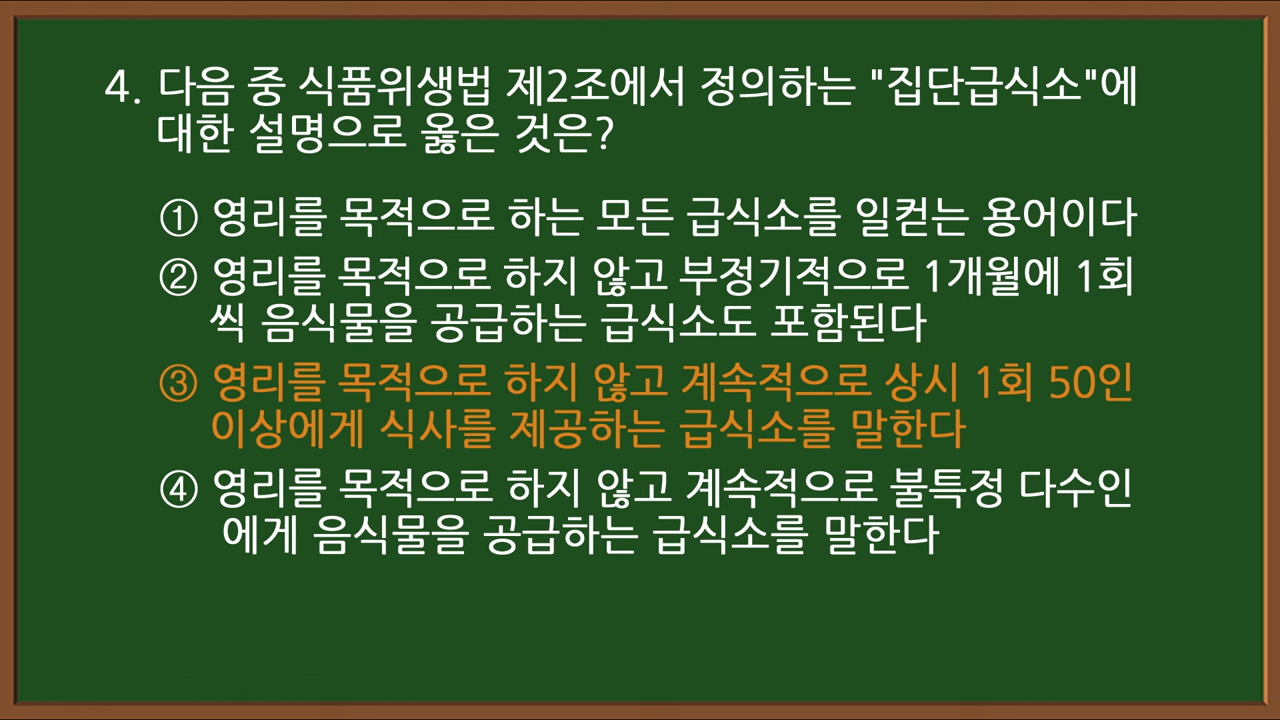 4. 다음 중 식품위생법 제2조에서 정의하는 "집단급식소"에
대한 설명으로 옳은 것은?
① 영리를 목적으로 하는 모든 급식소를 일컫는 용어이다
② 영리를 목적으로 하지 않고 부정기적으로 1개월에 1회
씩 음식물을 공급하는 급식소도 포함된다
③ 영리를 목적으로 하지 않고 계속적으로 상시 1회 50인
이상에게 식사를 제공하는 급식소를 말한다
④ 영리를 목적으로 하지 않고 계속적으로 불특정 다수인
에게 음식물을 공급하는 급식소를 말한다